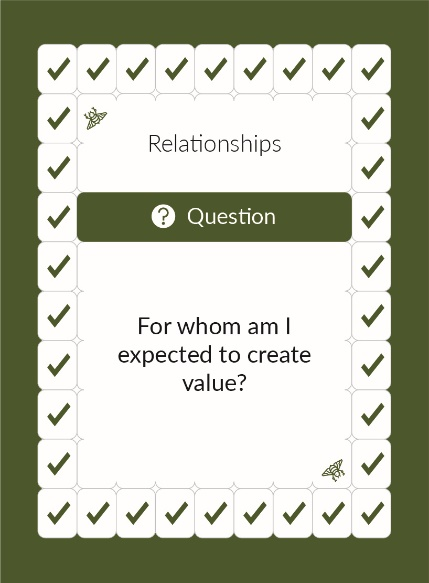 Relationships
? Question
For whom am I
expected to create
value?